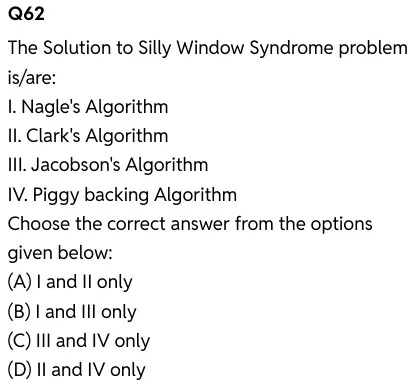 Q62
The Solution to Silly Window Syndrome problem
is/are:
I. Nagle's Algorithm
II. Clark's Algorithm
III. Jacobson's Algorithm
IV. Piggy backing Algorithm
Choose the correct answer from the options
given below:
(A) I and II only
(B) I and III only
(C) III and IV only
(D) II and IV only